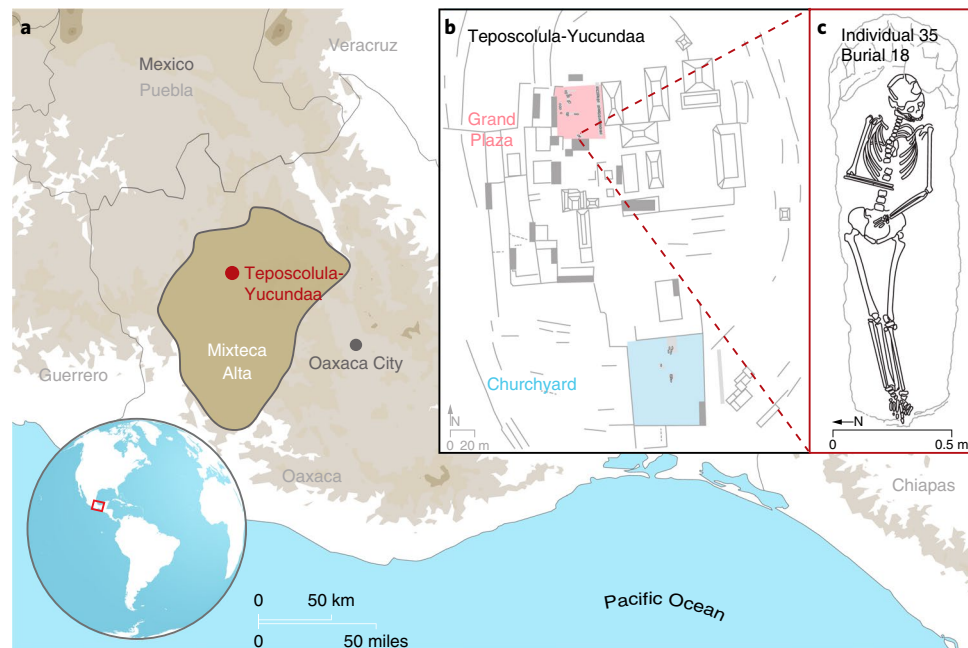 a
Veracruz
Mexico
Puebla
Teposcolula-
Yucundaa
Mixteca
Alta
Oaxaca City
Guerrero
Oaxaca
Chiapas
0 50 km
0 50 miles
Pacific Ocean
b Teposcolula-Yucundaa
Grand
Plaza
Churchyard
N
0 20 m
c Individual 35
Burial 18
N
0 0.5 m